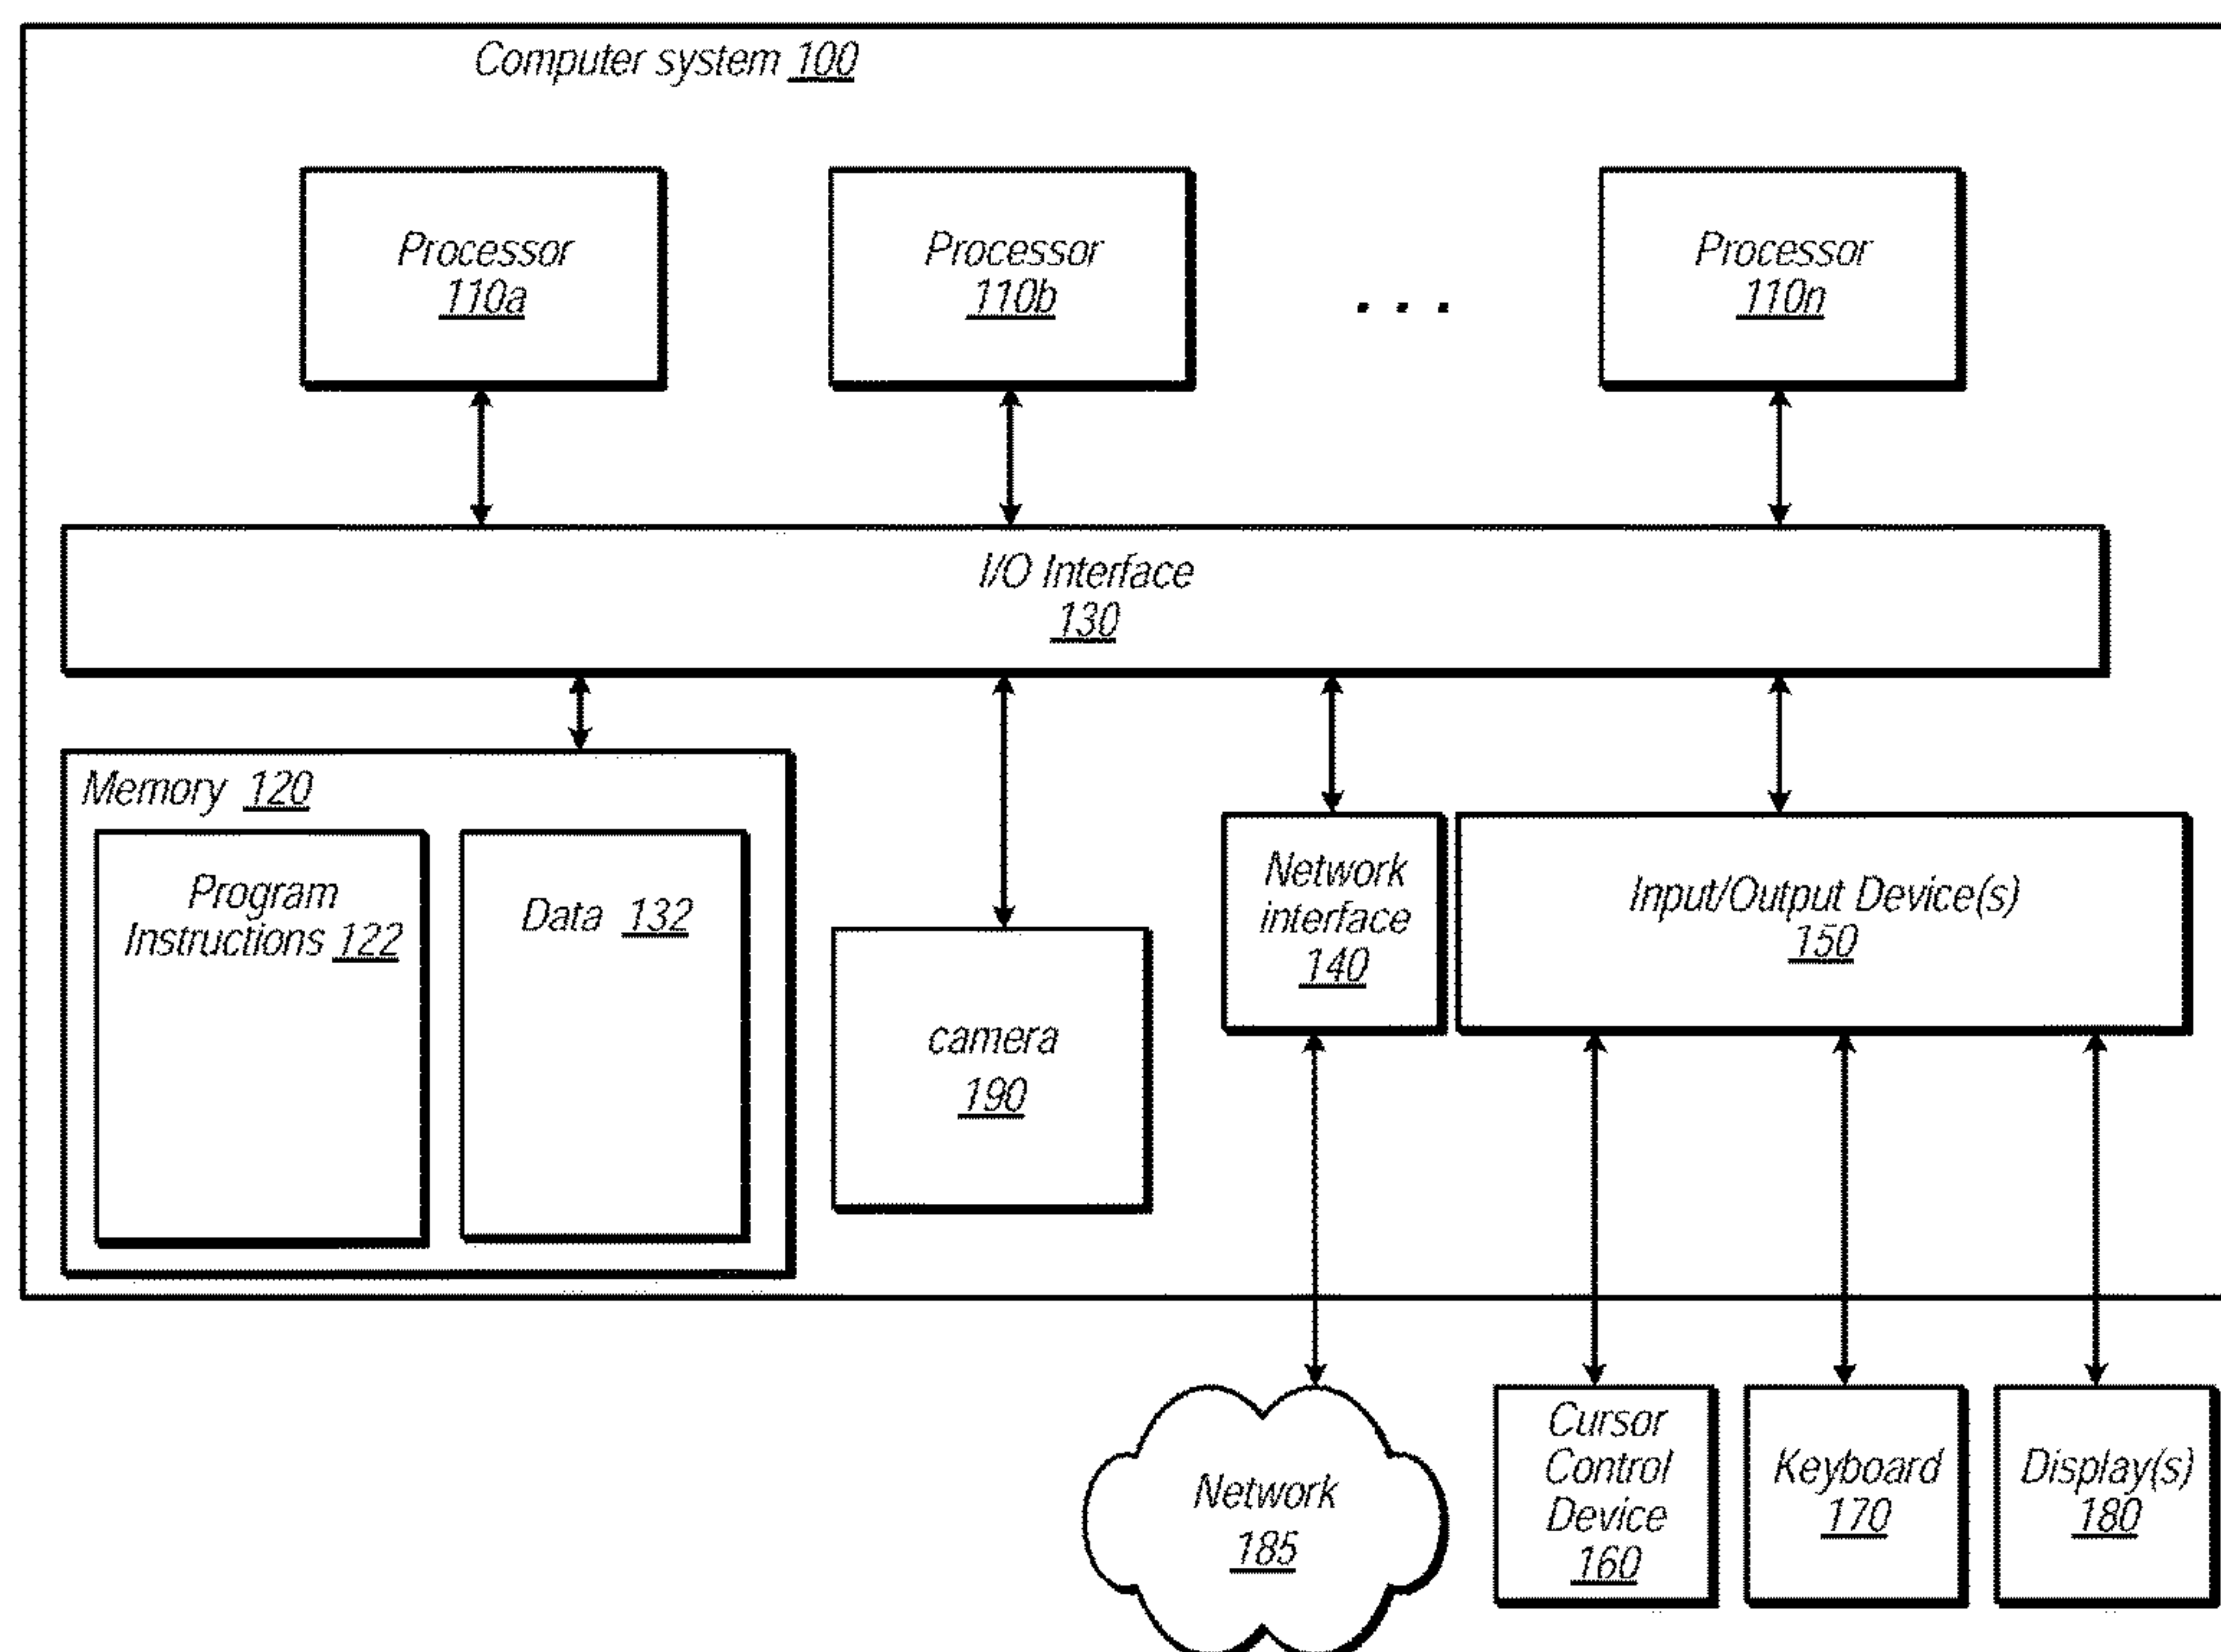 Computer system 100
Processor
110a
Processor
110b
. . .
Processor
110n
I/O Interface
130
Memory 120
Program
Instructions 122
Data 132
camera
190
Network
interface
140
Input/Output Device(s)
150
Network
185
Cursor
Control
Device
160
Keyboard
170
Display(s)
180